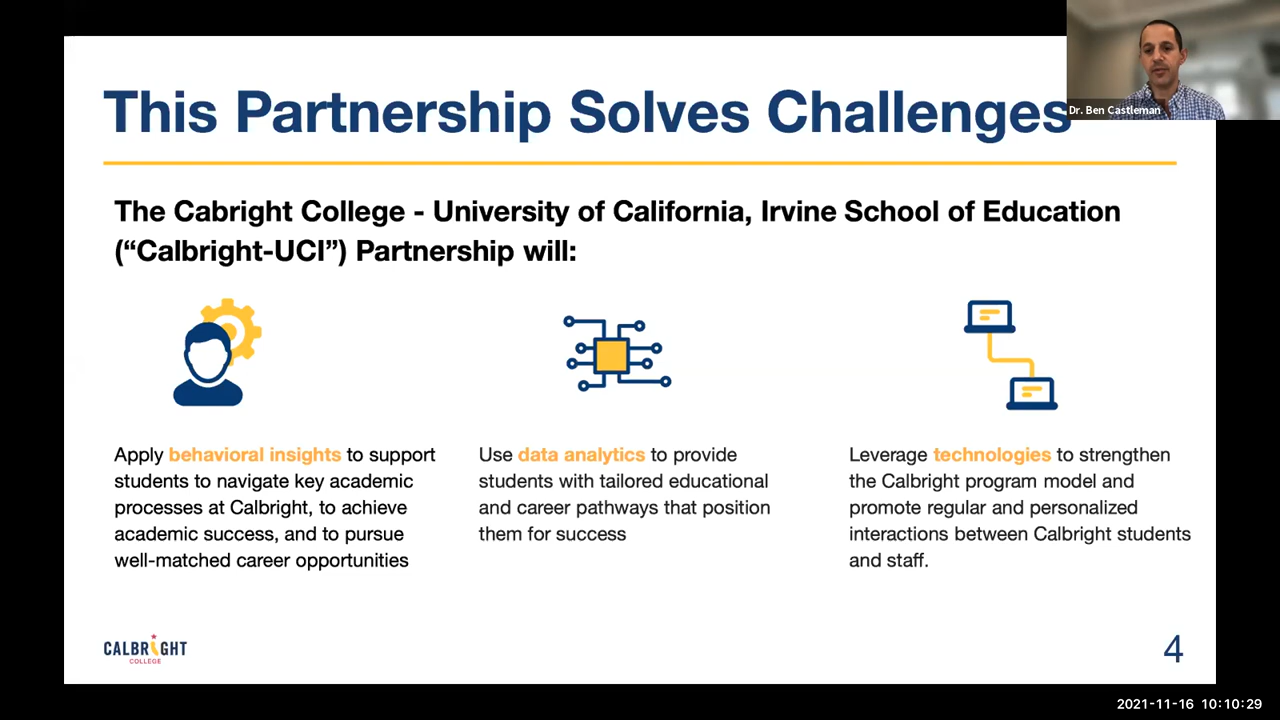 This Partnership Solves Challenges
Dr. Ben Castleman
The Cabright College - University of California, Irvine School of Education
(“Calbright-UCI”) Partnership will:
Apply behavioral insights to support
students to navigate key academic
processes at Calbright, to achieve
academic success, and to pursue
well-matched career opportunities
Use data analytics to provide
students with tailored educational
and career pathways that position
them for success
Leverage technologies to strengthen
the Calbright program model and
promote regular and personalized
interactions between Calbright students
and staff.
CALBRIGHT
COLLEGE
4
2021-11-16 10:10:29